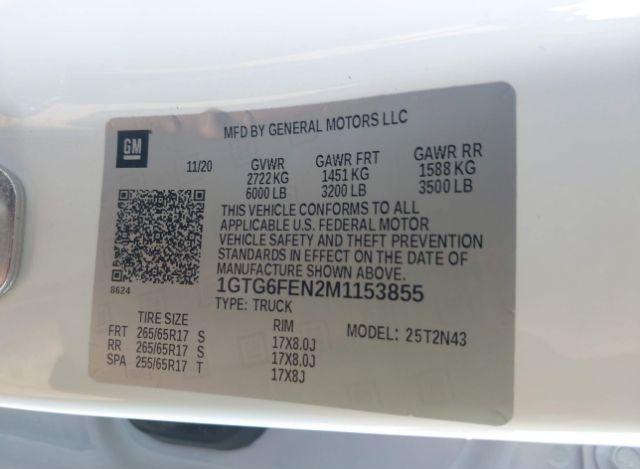 MFD BY GENERAL MOTORS LLC
GM
11/20 GVWR GAWR FRT GAWR RR
2722 KG 1451 KG 1588 KG
6000 LB 3200 LB 3500 LB
THIS VEHICLE CONFORMS TO ALL
APPLICABLE U.S. FEDERAL MOTOR
VEHICLE SAFETY AND THEFT PREVENTION
STANDARDS IN EFFECT ON THE DATE OF
MANUFACTURE SHOWN ABOVE.
8624
1GTG6FEN2M1153855
TYPE: TRUCK
TIRE SIZE RIM MODEL: 25T2N43
FRT 265/65R17 S 17X8.0J
RR 265/65R17 S 17X8.0J
SPA 255/65R17 T 17X8J